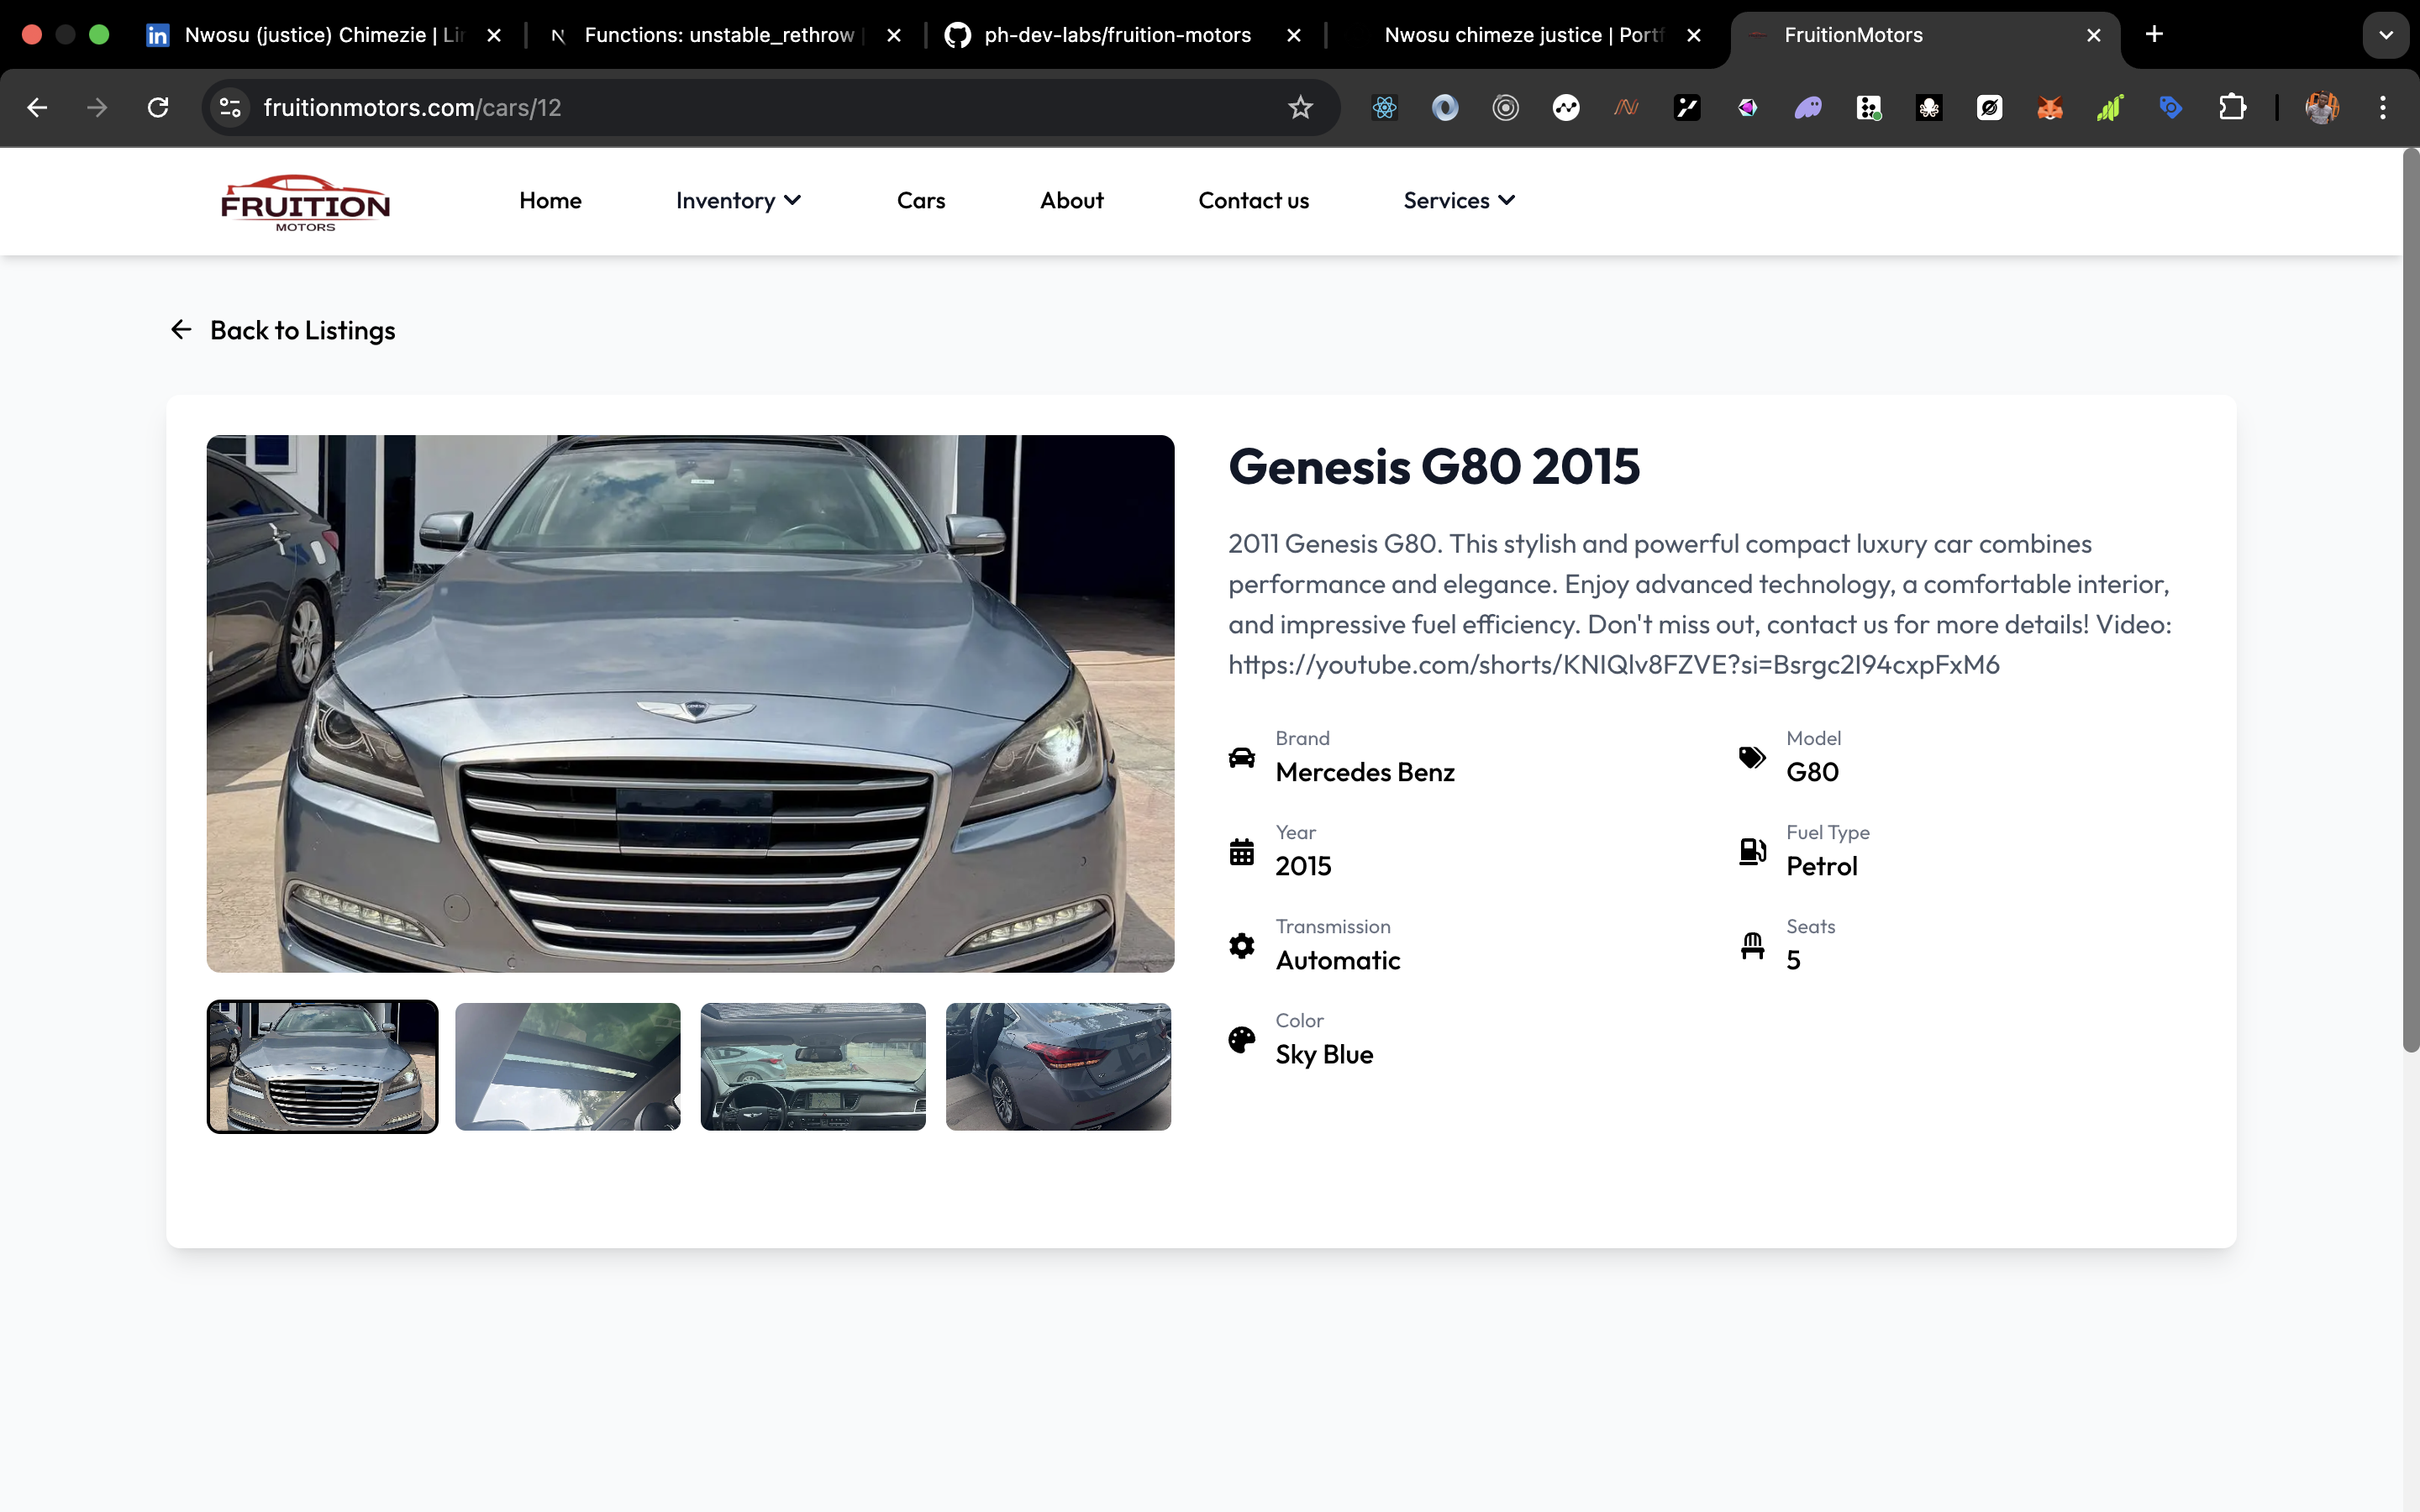 Nwosu (justice) Chimezie | Lin
Functions: unstable_rethrow |
ph-dev-labs/fruition-motors
Nwosu chimeze justice | Portf
FruitionMotors
fruitionmotors.com/cars/12
FRUITION
MOTORS
Home
Inventory
Cars
About
Contact us
Services
Back to Listings
Genesis G80 2015
2011 Genesis G80. This stylish and powerful compact luxury car combines
performance and elegance. Enjoy advanced technology, a comfortable interior,
and impressive fuel efficiency. Don't miss out, contact us for more details! Video:
https://youtube.com/shorts/KNIQlv8FZVE?si=Bsrgc2I94cxpFxM6
Brand
Mercedes Benz
Model
G80
Year
2015
Fuel Type
Petrol
Transmission
Automatic
Seats
5
Color
Sky Blue